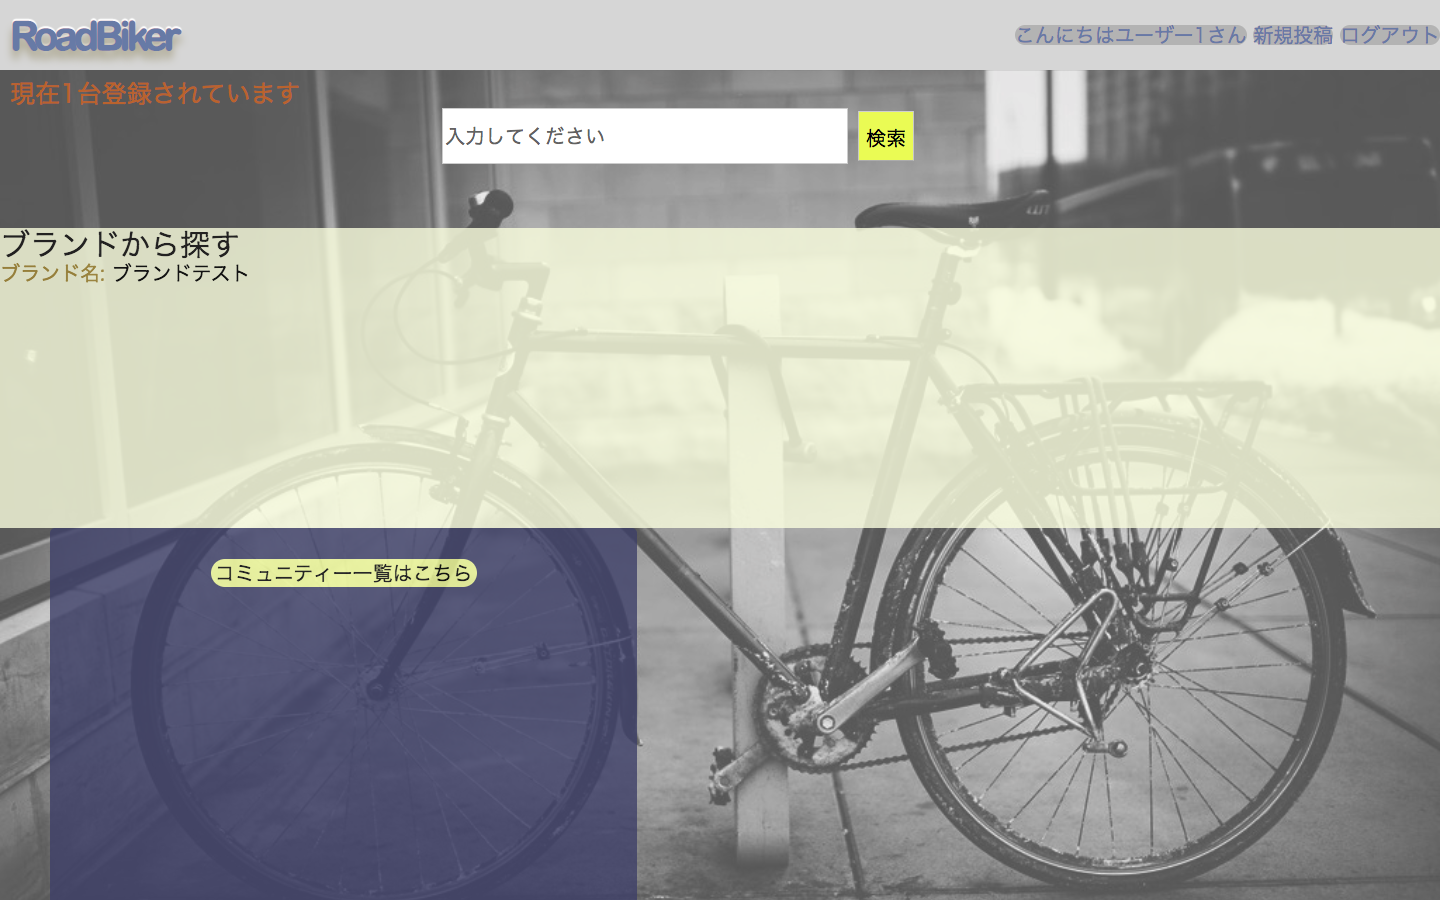 RoadBiker
こんにちはユーザー1さん 新規投稿 ログアウト
現在1台登録されています
入力してください 検索
ブランドから探す
ブランド名: ブランドテスト
コミュニティー一覧はこちら